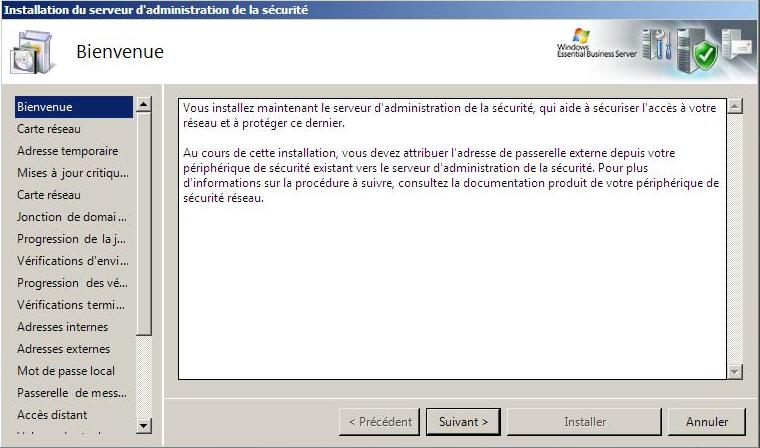 Installation du serveur d'administration de la sécurité
Bienvenue
Windows
Essential Business Server
Bienvenue
Carte réseau
Adresse temporaire
Mises à jour critiqu...
Carte réseau
Jonction de domai...
Progression de la j...
Vérifications d'envi...
Progression des vé...
Vérifications termi...
Adresses internes
Adresses externes
Mot de passe local
Passerelle de mess...
Accès distant
Vous installez maintenant le serveur d'administration de la sécurité, qui aide à sécuriser l'accès à votre
réseau et à protéger ce dernier.
Au cours de cette installation, vous devez attribuer l'adresse de passerelle externe depuis votre
périphérique de sécurité existant vers le serveur d'administration de la sécurité. Pour plus
d'informations sur la procédure à suivre, consultez la documentation produit de votre périphérique de
sécurité réseau.
< Précédent
Suivant >
Installer
Annuler